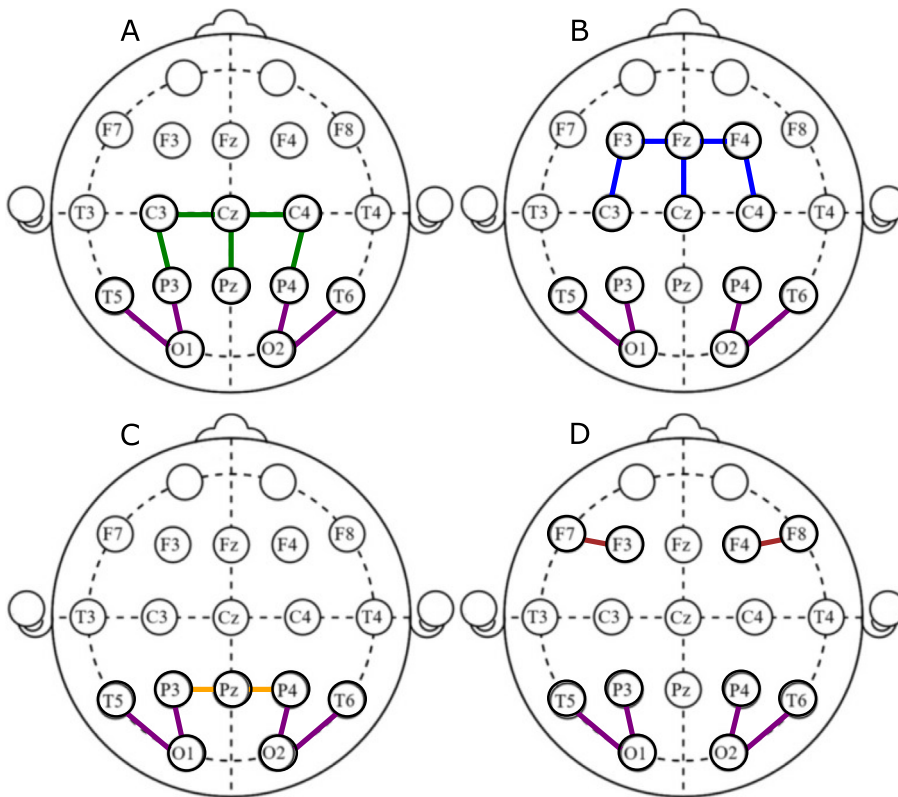 A
B
F7 F3 Fz F4 F8
F7 F3 Fz F4 F8
T3 C3 Cz C4 T4
T3 C3 Cz C4 T4
T5 P3 Pz P4 T6
T5 P3 Pz P4 T6
O1 O2
O1 O2
C
D
F7 F3 Fz F4 F8
F7 F3 Fz F4 F8
T3 C3 Cz C4 T4
T3 C3 Cz C4 T4
T5 P3 Pz P4 T6
T5 P3 Pz P4 T6
O1 O2
O1 O2